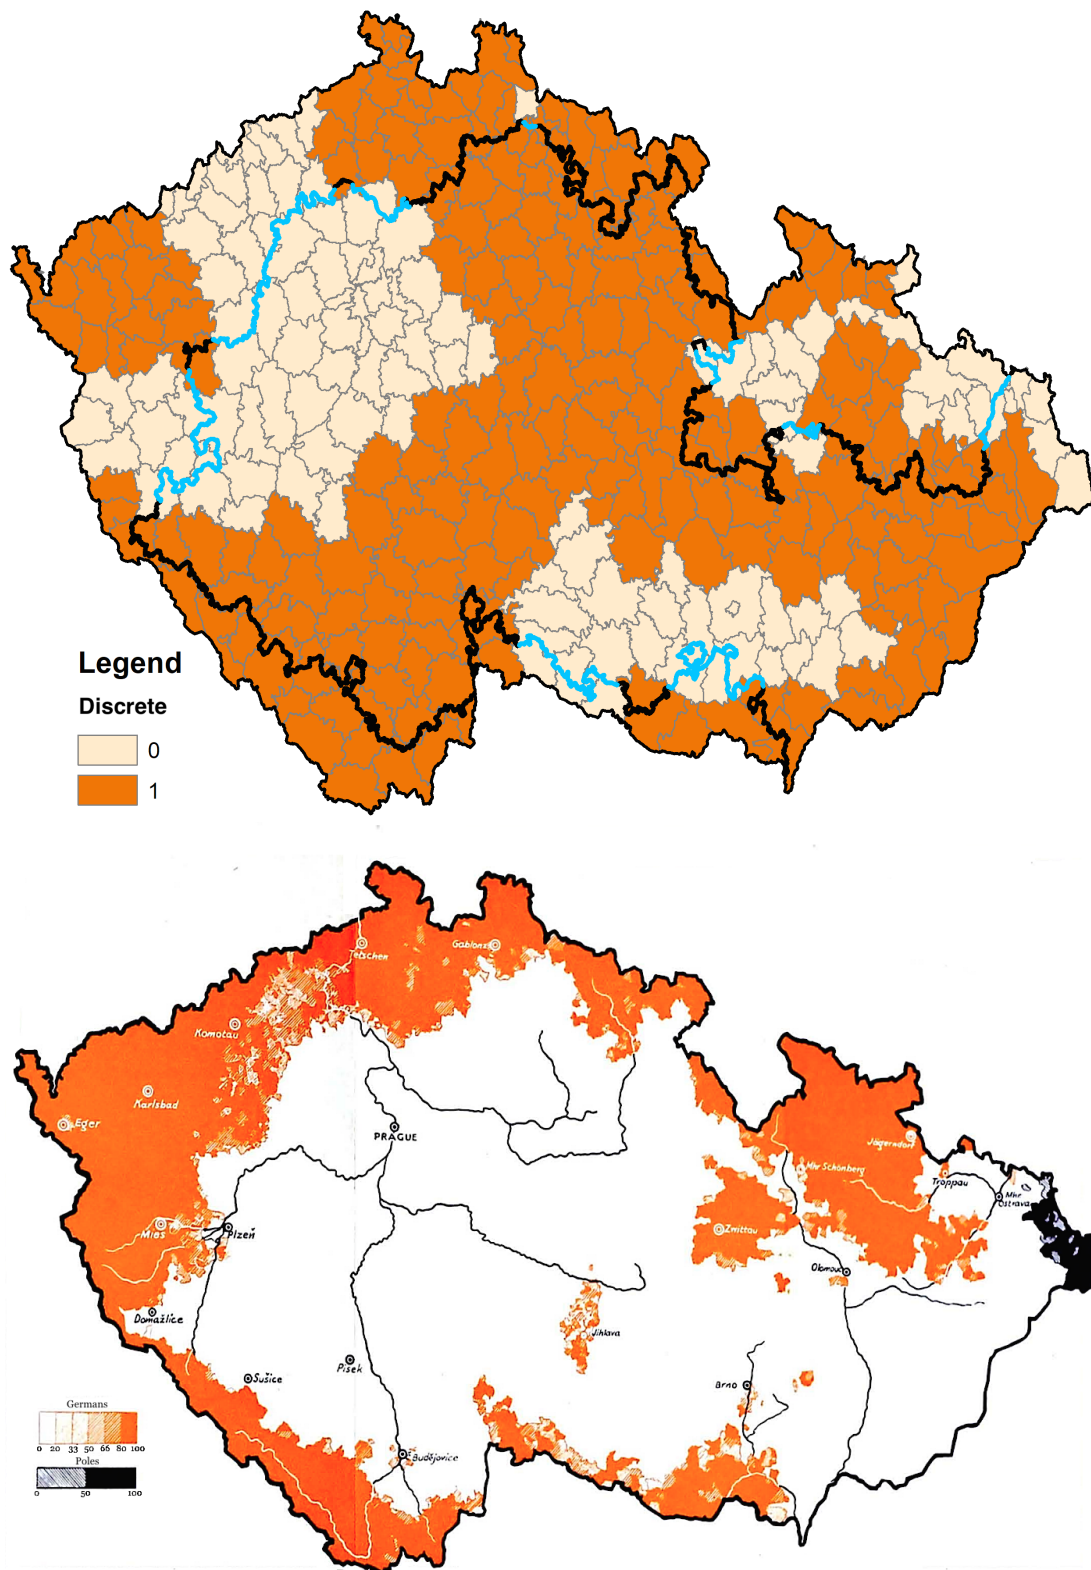 Legend
Discrete
0
1
Tetschen
Gablonz
Komotau
Karlsbad
Eger
PRAGUE
Jägerndorf
Mhr Schönberg
Troppau
Mhr
Ostrava
Mies
Plzeň
Zwittau
Olomouc
Domažlice
Jihlava
Písek
Sušice
Brno
Budějovice
Germans
0 20 33 50 66 80 100
Poles
0 50 100